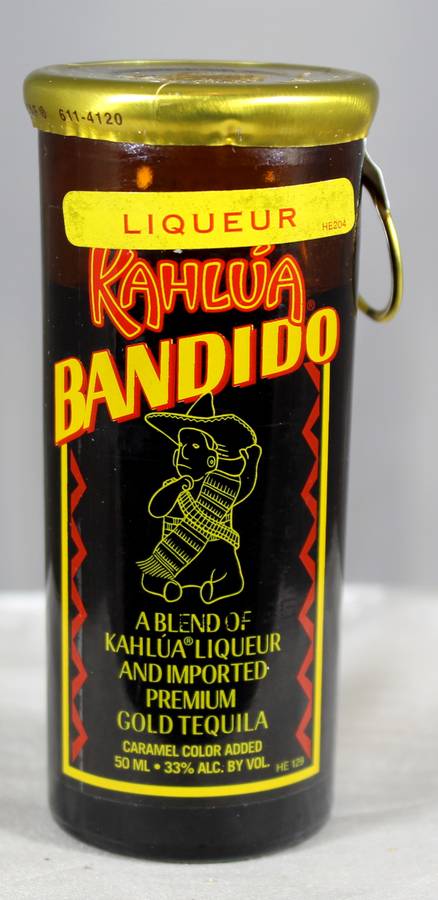 611-4120
LIQUEUR
HE204
KAHLÚA®
BANDIDO
A BLEND OF
KAHLÚA® LIQUEUR
AND IMPORTED
PREMIUM
GOLD TEQUILA
CARAMEL COLOR ADDED
50 ML • 33% ALC. BY VOL.
HE 129